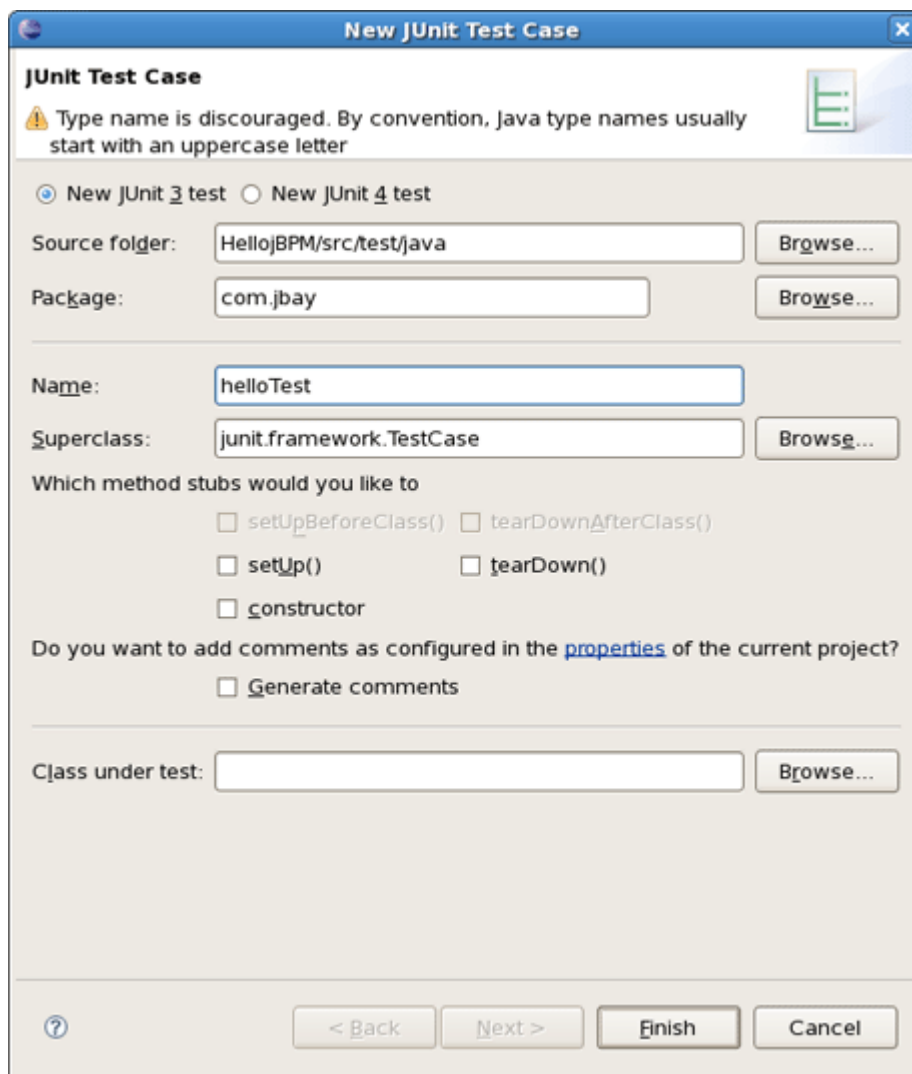 New JUnit Test Case
JUnit Test Case
Type name is discouraged. By convention, Java type names usually
start with an uppercase letter
New JUnit 3 test New JUnit 4 test
Source folder: HellojBPM/src/test/java Browse...
Package: com.jbay Browse...
Name: helloTest
Superclass: junit.framework.TestCase Browse...
Which method stubs would you like to
setUpBeforeClass() tearDownAfterClass()
setUp() tearDown()
constructor
Do you want to add comments as configured in the properties of the current project?
Generate comments
Class under test: Browse...
< Back Next > Finish Cancel